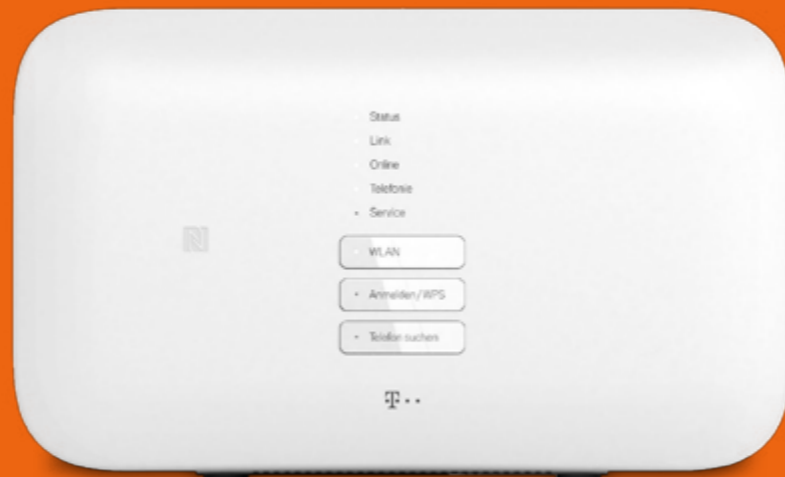 Status
Link
Online
Telefonie
Service
WLAN
Anmelden/WPS
Telefon suchen
T